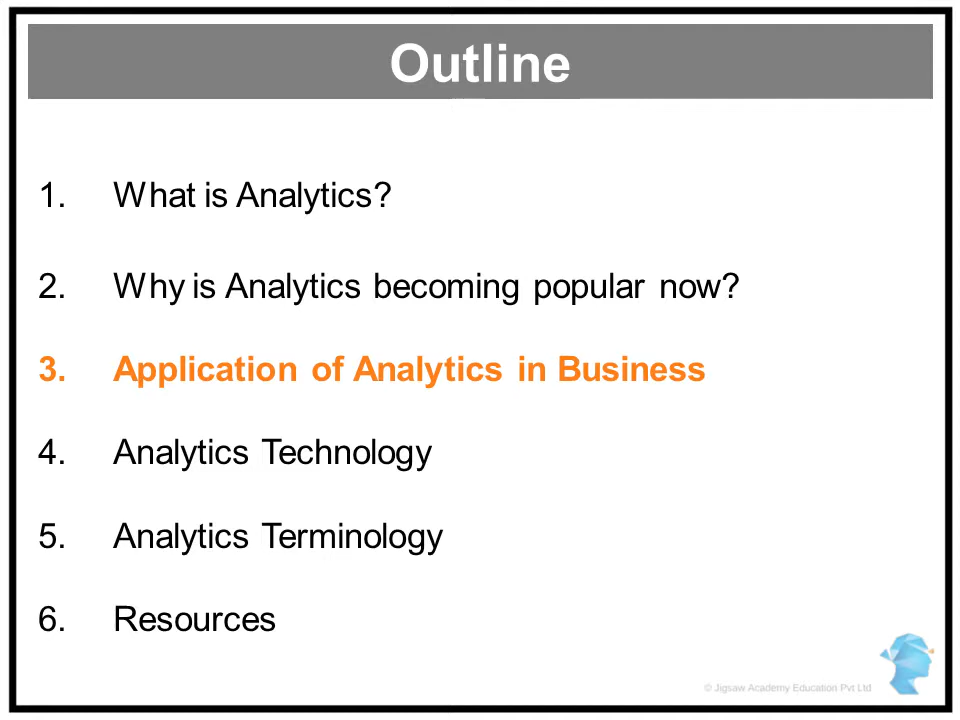 Outline
1. What is Analytics?
2. Why is Analytics becoming popular now?
3. Application of Analytics in Business
4. Analytics Technology
5. Analytics Terminology
6. Resources
© Jigsaw Academy Education Pvt Ltd